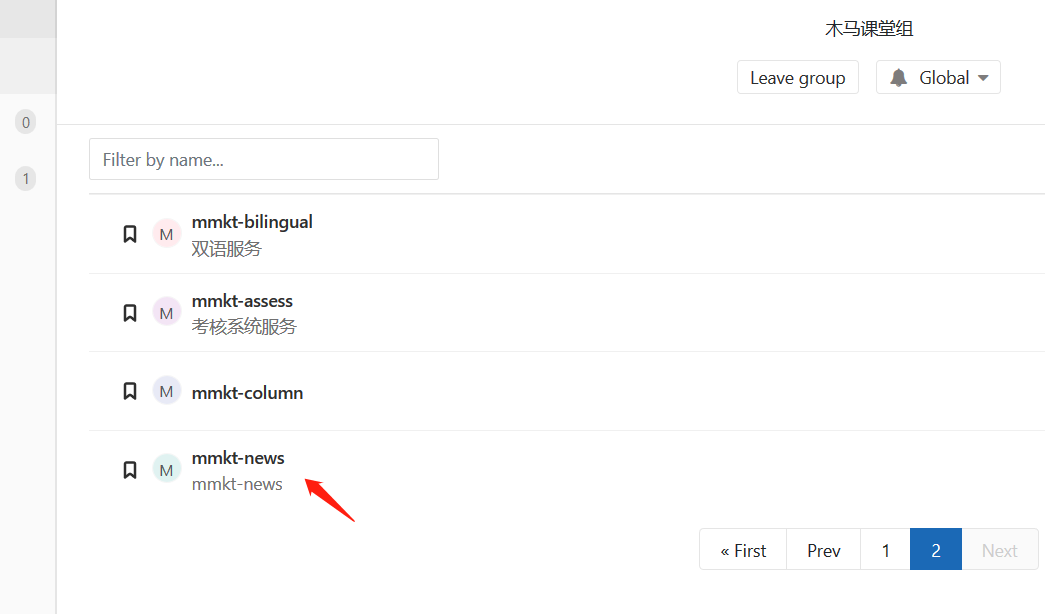 木马课堂组
Leave group
Global
0
Filter by name...
1
M
mmkt-bilingual
双语服务
M
mmkt-assess
考核系统服务
M
mmkt-column
M
mmkt-news
mmkt-news
« First
Prev
1
2
Next